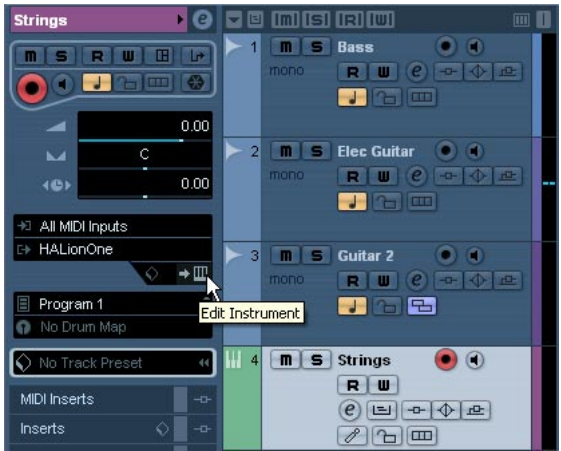 Strings
e
m S R W
0.00
C
0.00
All MIDI Inputs
HALionOne
Edit Instrument
Program 1
No Drum Map
No Track Preset
MIDI Inserts
Inserts
m S R W
1 m S Bass
mono R W e
2 m S Elec Guitar
mono R W e
3 m S Guitar 2
mono R W e
4 m S Strings
R W
e